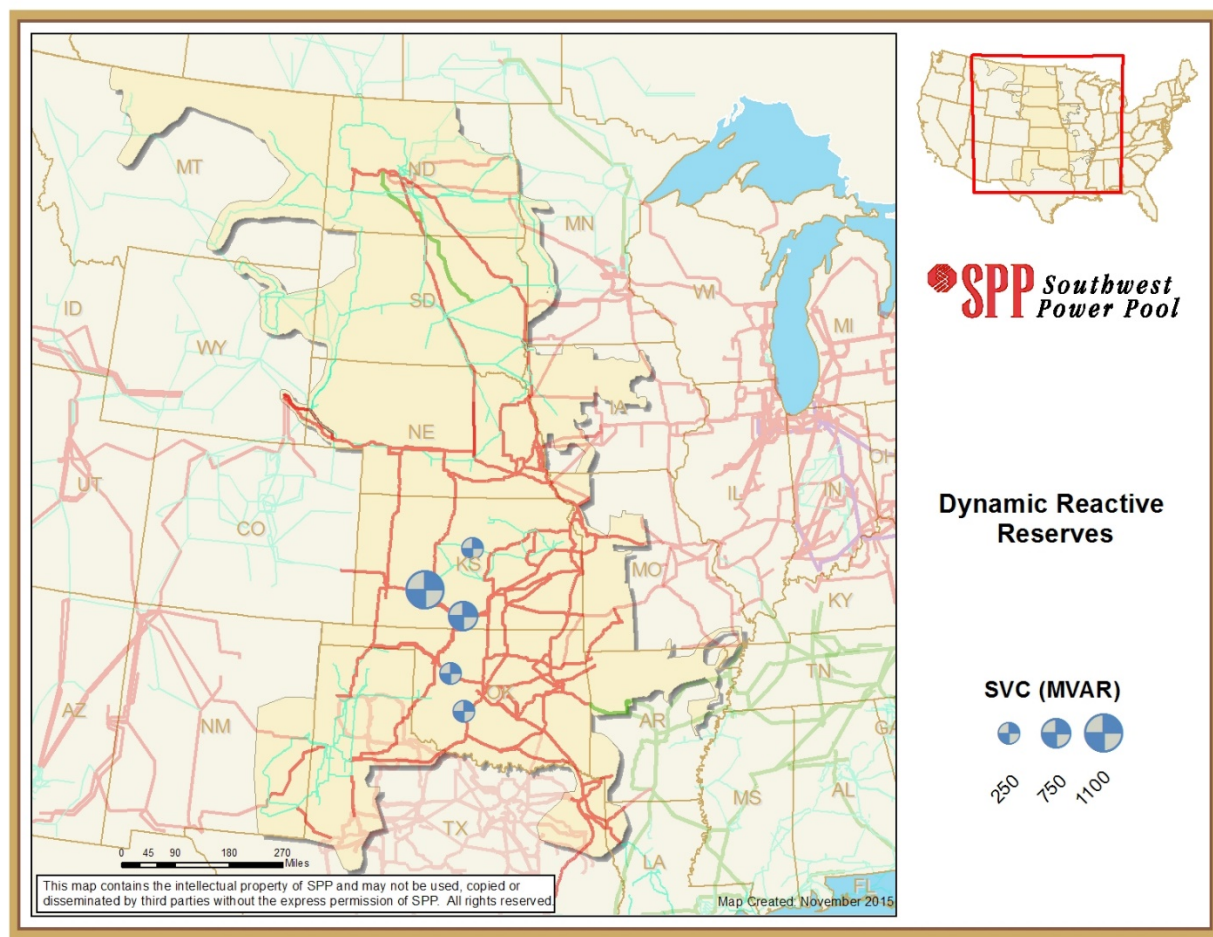 MT
ND
MN
ID
SD
WI
MI
WY
IA
NE
OH
UT
IL
IN
CO
KS
MO
KY
TN
OK
AZ
NM
AR
GA
MS
AL
TX
LA
FL
0 45 90 180 270
Miles
This map contains the intellectual property of SPP and may not be used, copied or
disseminated by third parties without the express permission of SPP. All rights reserved.
Map Created: November 2015
SPP Southwest
Power Pool
Dynamic Reactive
Reserves
SVC (MVAR)
250 750 1100